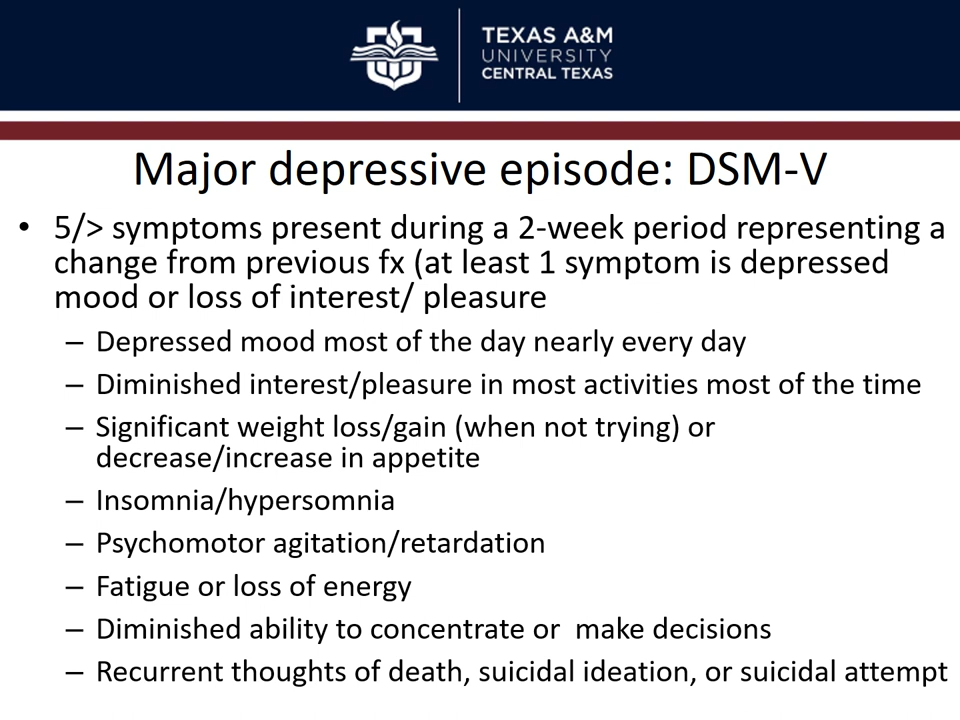 TEXAS A&M
UNIVERSITY
CENTRAL TEXAS
Major depressive episode: DSM-V
• 5/> symptoms present during a 2-week period representing a
change from previous fx (at least 1 symptom is depressed
mood or loss of interest/ pleasure
– Depressed mood most of the day nearly every day
– Diminished interest/pleasure in most activities most of the time
– Significant weight loss/gain (when not trying) or
decrease/increase in appetite
– Insomnia/hypersomnia
– Psychomotor agitation/retardation
– Fatigue or loss of energy
– Diminished ability to concentrate or  make decisions
– Recurrent thoughts of death, suicidal ideation, or suicidal attempt